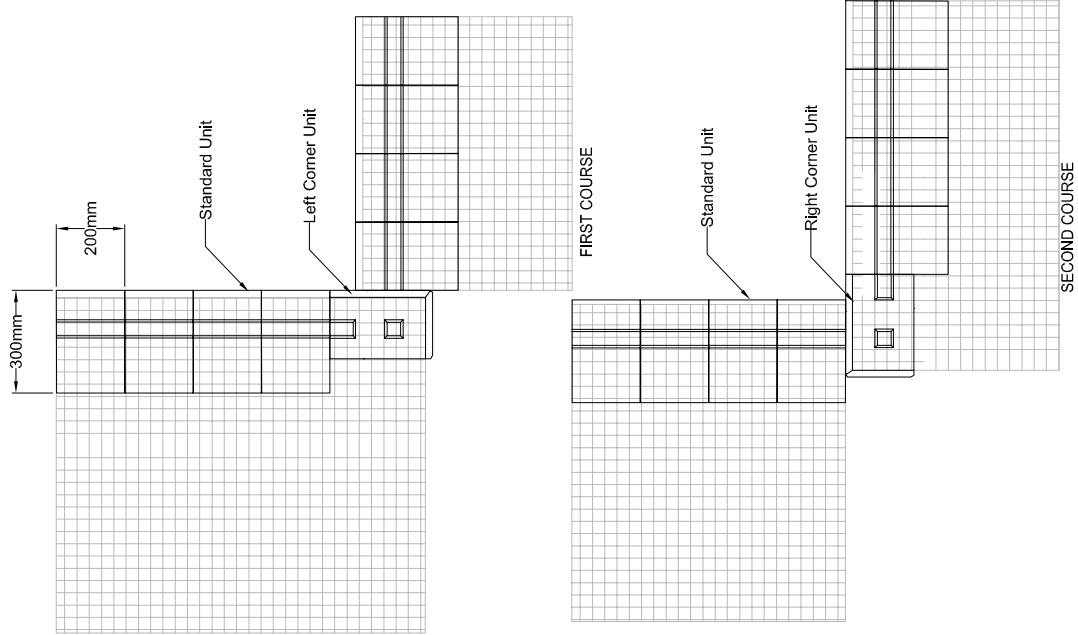 300mm
200mm
Standard Unit
Left Corner Unit
FIRST COURSE
Standard Unit
Right Corner Unit
SECOND COURSE